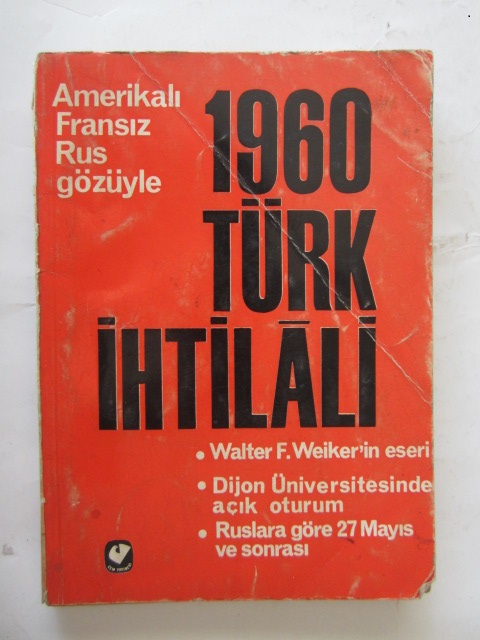 Amerikalı
Fransız
Rus
gözüyle
1960
TÜRK
İHTİLÂLİ
• Walter F. Weiker'in eseri
• Dijon Üniversitesinde
açık oturum
• Ruslara göre 27 Mayıs
ve sonrası